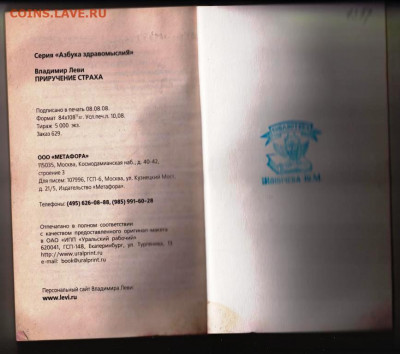 COINS.LAVE.RU
Серия «Азбука здравомыслиЯ»
Владимир Леви
ПРИРУЧЕНИЕ СТРАХА
Подписано в печать 08.08.08.
Формат 84х108¹/₃₂. Усл.печ.л. 10,08.
Тираж 5 000 экз.
Заказ 629.
ООО «МЕТАФОРА»
115035, Москва, Космодамианская наб., д. 40-42,
строение 3
Для писем: 107996, ГСП-6, Москва, ул. Кузнецкий Мост,
д. 21/5, Издательство «Метафора».
Телефоны: (495) 626-08-88, (985) 991-60-28
Отпечатано в полном соответствии
с качеством предоставленного оригинал-макета
в ОАО «ИПП «Уральский рабочий»
620041, ГСП-148, Екатеринбург, ул. Тургенева, 13
http://www.uralprint.ru
e-mail: book@uralprint.ru
Персональный сайт Владимира Леви
www.levi.ru